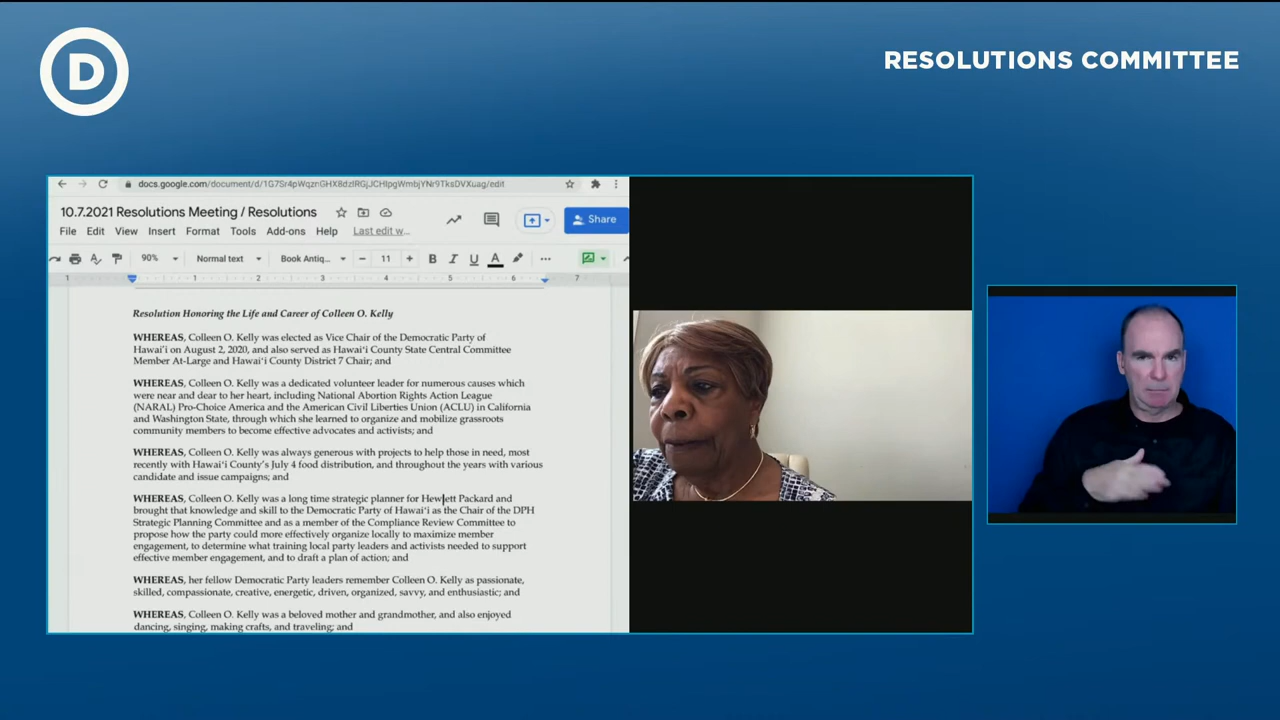 D
RESOLUTIONS COMMITTEE
docs.google.com/document/d/1G7Sr4pWqznGHX8dzIRGjJCHIpgWmbjYNr9TksDVXuag/edit
10.7.2021 Resolutions Meeting / Resolutions
Share
File Edit View Insert Format Tools Add-ons Help Last edit w...
90% Normal text Book Antiq... − 11 + B I U A ...
1 1 2 3 4 5 6 7
Resolution Honoring the Life and Career of Colleen O. Kelly
WHEREAS, Colleen O. Kelly was elected as Vice Chair of the Democratic Party of
Hawai'i on August 2, 2020, and also served as Hawai'i County State Central Committee
Member At-Large and Hawai'i County District 7 Chair; and
WHEREAS, Colleen O. Kelly was a dedicated volunteer leader for numerous causes which
were near and dear to her heart, including National Abortion Rights Action League
(NARAL) Pro-Choice America and the American Civil Liberties Union (ACLU) in California
and Washington State, through which she learned to organize and mobilize grassroots
community members to become effective advocates and activists; and
WHEREAS, Colleen O. Kelly was always generous with projects to help those in need, most
recently with Hawai'i County's July 4 food distribution, and throughout the years with various
candidate and issue campaigns; and
WHEREAS, Colleen O. Kelly was a long time strategic planner for Hewlett Packard and
brought that knowledge and skill to the Democratic Party of Hawai'i as the Chair of the DPH
Strategic Planning Committee and as a member of the Compliance Review Committee to
propose how the party could more effectively organize locally to maximize member
engagement, to determine what training local party leaders and activists needed to support
effective member engagement, and to draft a plan of action; and
WHEREAS, her fellow Democratic Party leaders remember Colleen O. Kelly as passionate,
skilled, compassionate, creative, energetic, driven, organized, savvy, and enthusiastic; and
WHEREAS, Colleen O. Kelly was a beloved mother and grandmother, and also enjoyed
dancing, singing, making crafts, and traveling; and